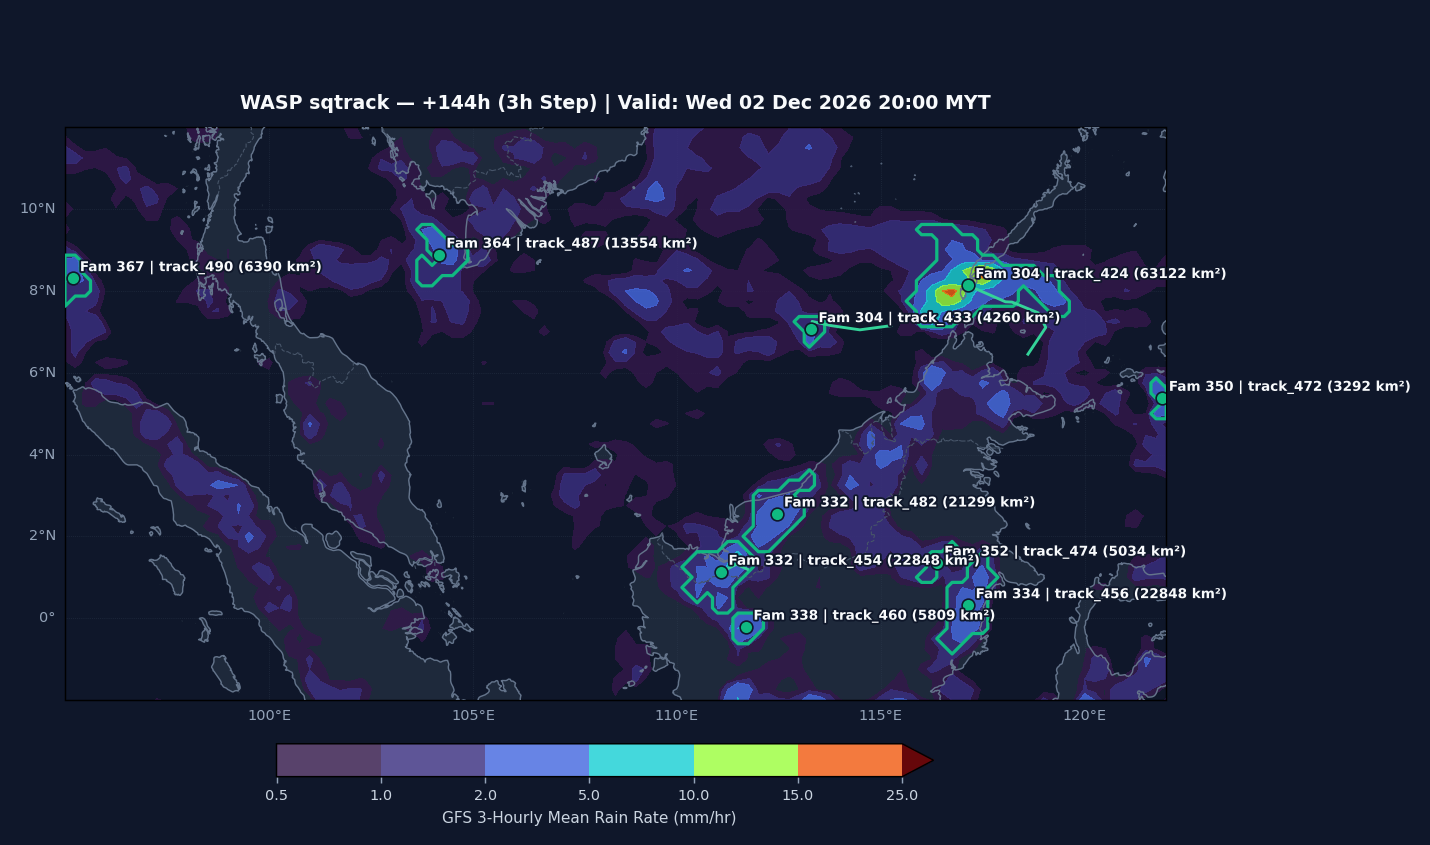 WASP sqtrack — +144h (3h Step) | Valid: Wed 02 Dec 2026 20:00 MYT
10°N
8°N
6°N
4°N
2°N
0°
Fam 364 | track_487 (13554 km²)
Fam 367 | track_490 (6390 km²)
Fam 304 | track_424 (63122 km²)
Fam 304 | track_433 (4260 km²)
Fam 350 | track_472 (3292 km²)
Fam 332 | track_482 (21299 km²)
Fam 352 | track_474 (5034 km²)
Fam 332 | track_454 (22848 km²)
Fam 334 | track_456 (22848 km²)
Fam 338 | track_460 (5809 km²)
100°E 105°E 110°E 115°E 120°E
0.5 1.0 2.0 5.0 10.0 15.0 25.0
GFS 3-Hourly Mean Rain Rate (mm/hr)